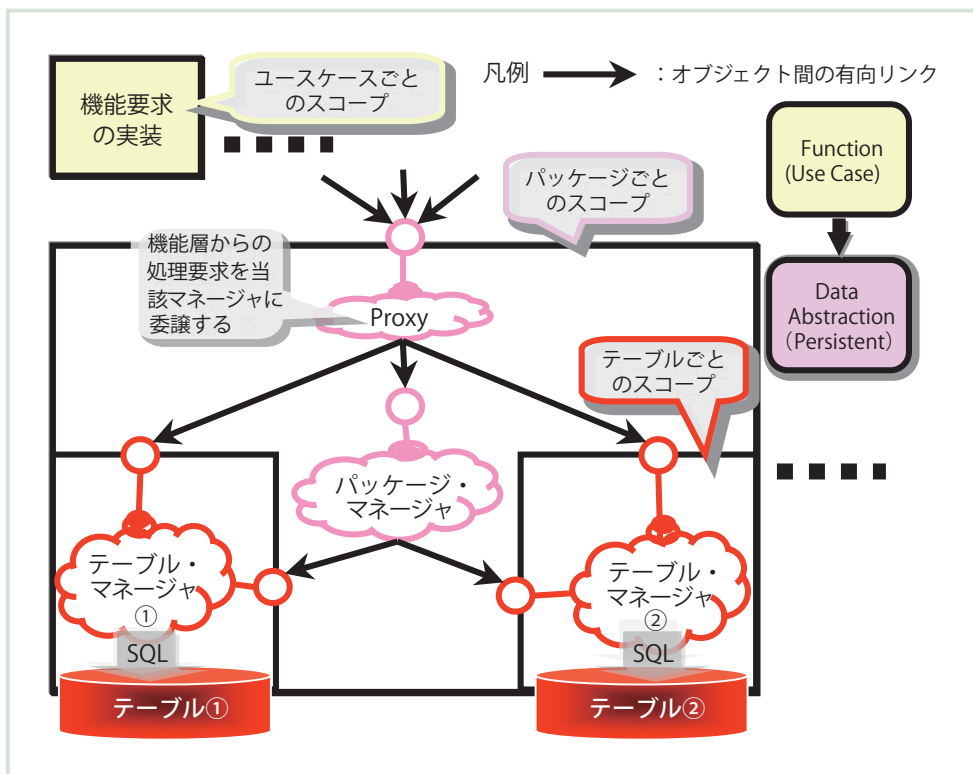 機能要求
の実装
ユースケースごと
のスコープ
凡例
：オブジェクト間の有向リンク
Function
(Use Case)
パッケージごと
のスコープ
機能層からの
処理要求を当
該マネージャに
委譲する
Proxy
Data
Abstraction
（Persistent）
テーブルごと
のスコープ
パッケージ・
マネージャ
テーブル・
マネージャ
①
SQL
テーブル①
テーブル・
マネージャ
②
SQL
テーブル②